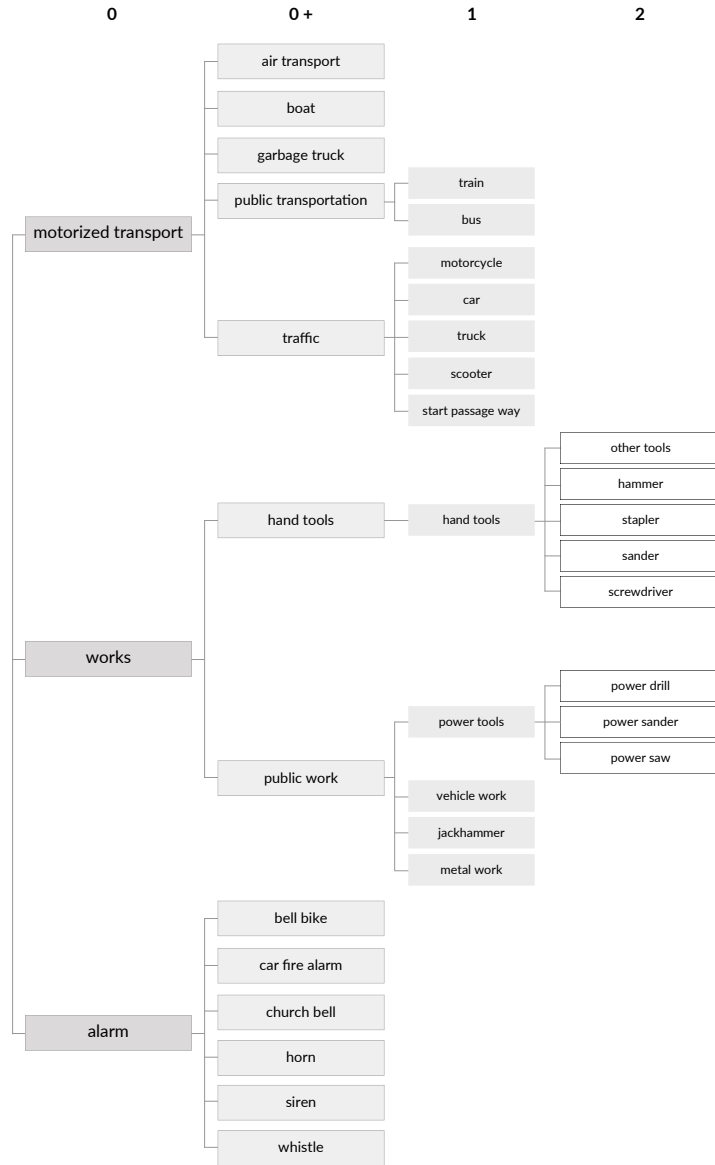 0 0+ 1 2
air transport
boat
garbage truck
public transportation
train
bus
motorized transport
motorcycle
car
traffic
truck
scooter
start passage way
other tools
hammer
hand tools
hand tools
stapler
sander
screwdriver
works
power drill
power tools
power sander
power saw
public work
vehicle work
jackhammer
metal work
bell bike
car fire alarm
church bell
alarm
horn
siren
whistle